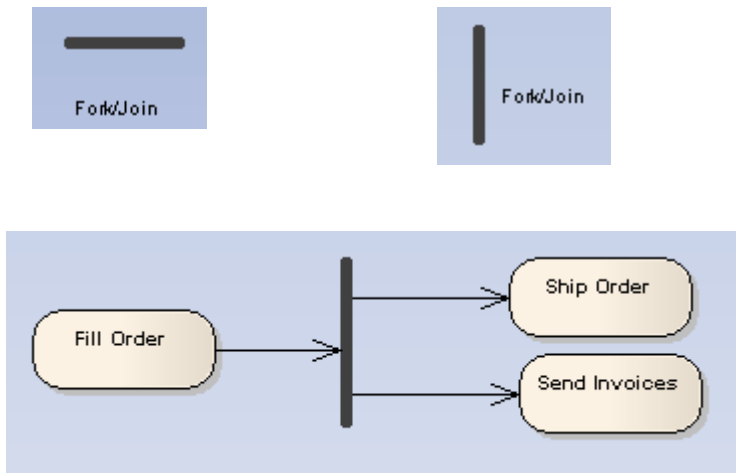 Fork/Join
Fork/Join
Fill Order
Ship Order
Send Invoices